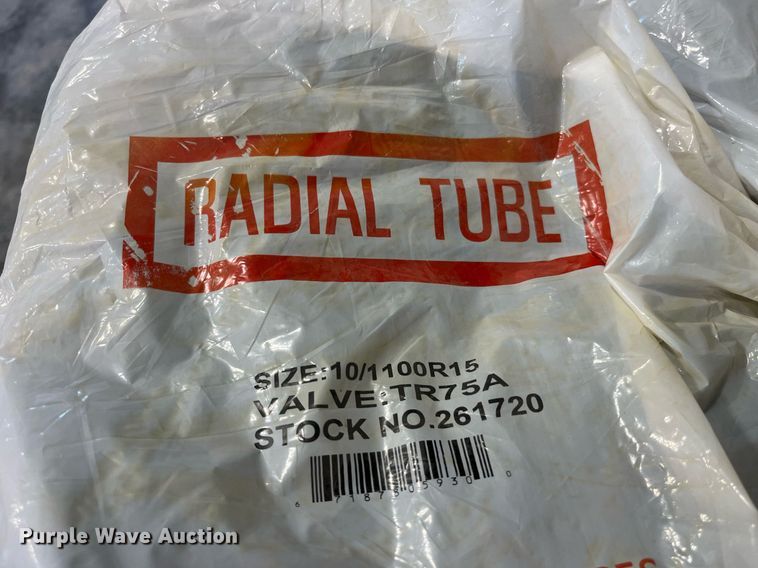 RADIAL TUBE
SIZE:10/1100R15
VALVE:TR75A
STOCK NO.261720
Purple Wave Auction